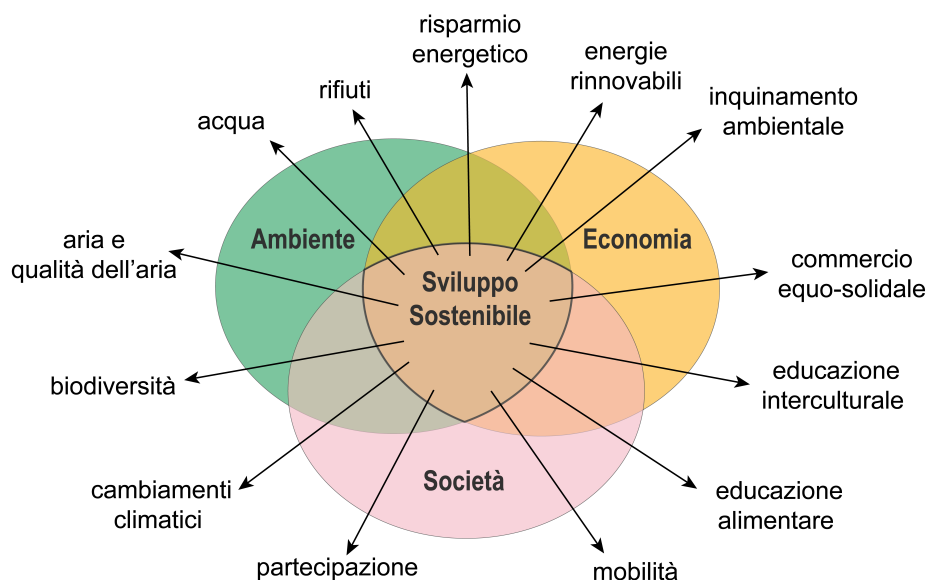 risparmio
energetico
energie
rinnovabili
rifiuti
inquinamento
ambientale
acqua
Ambiente
Economia
aria e
qualità dell'aria
Sviluppo
Sostenibile
commercio
equo-solidale
biodiversità
educazione
interculturale
Società
cambiamenti
climatici
educazione
alimentare
partecipazione
mobilità